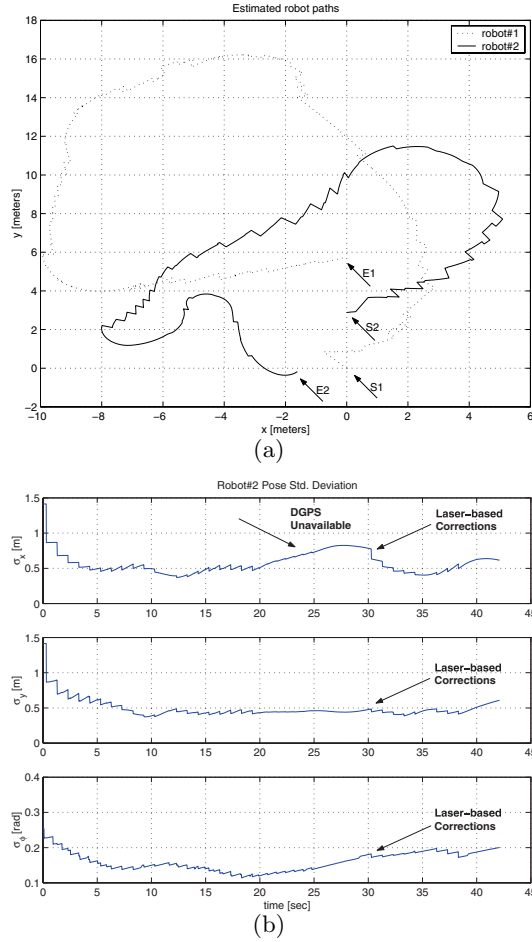 Estimated robot paths
18
16
14
12
10
8
6
4
2
0
−2
y [meters]
robot#1
robot#2
E1
S2
S1
E2
−10 −8 −6 −4 −2 0 2 4 6
x [meters]
(a)
Robot#2 Pose Std. Deviation
1.5
1
0.5
0
σx [m]
DGPS
Unavailable
Laser−based
Corrections
0 5 10 15 20 25 30 35 40 45
1.5
1
0.5
0
σy [m]
Laser−based
Corrections
0 5 10 15 20 25 30 35 40 45
0.4
0.3
0.2
0.1
σϕ [rad]
Laser−based
Corrections
0 5 10 15 20 25 30 35 40 45
time [sec]
(b)